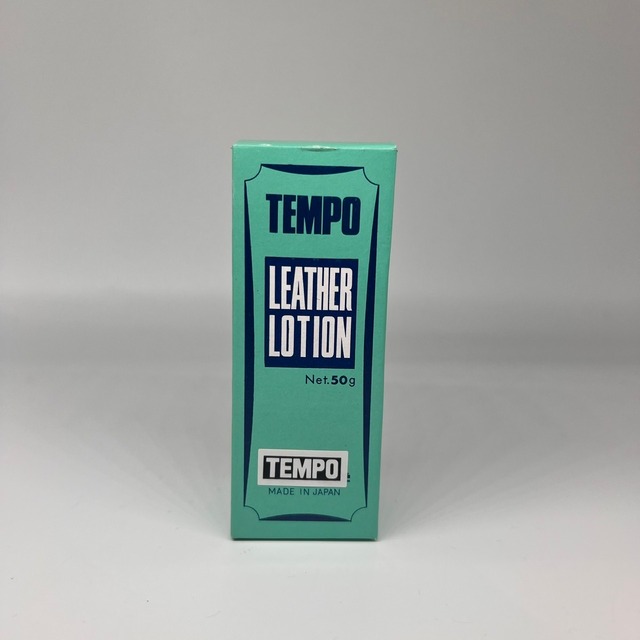 TEMPO
LEATHER
LOTION
Net.50g
TEMPO
MADE IN JAPAN